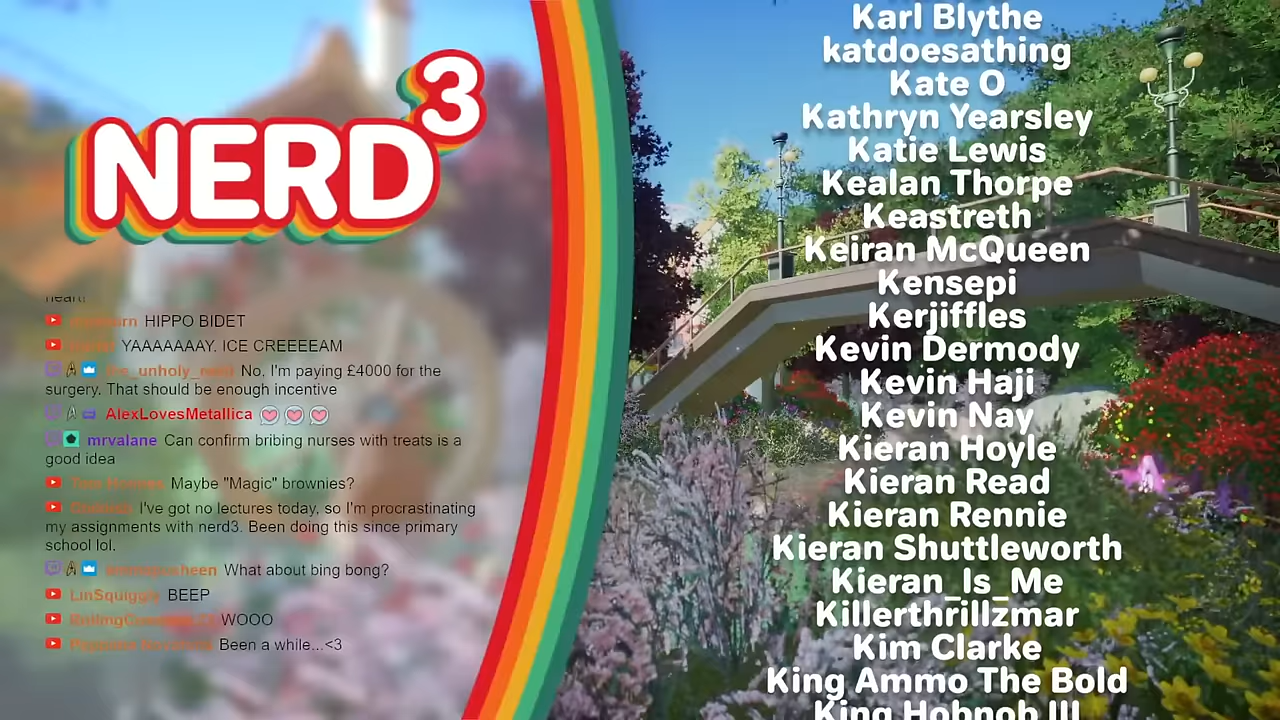 NERD³
heart!
HIPPO BIDET
YAAAAAAAY, ICE CREEEEAM
No, I'm paying £4000 for the
surgery. That should be enough incentive
AlexLovesMetallica
mrvalane Can confirm bribing nurses with treats is a
good idea
Maybe "Magic" brownies?
I've got no lectures today, so I'm procrastinating
my assignments with nerd3. Been doing this since primary
school lol.
What about bing bong?
LinSquiggle BEEP
WOOO
Been a while...<3
Karl Blythe
katdoesathing
Kate O
Kathryn Yearsley
Katie Lewis
Kealan Thorpe
Keastreth
Keiran McQueen
Kensepi
Kerjiffles
Kevin Dermody
Kevin Haji
Kevin Nay
Kieran Hoyle
Kieran Read
Kieran Rennie
Kieran Shuttleworth
Kieran_Is_Me
Killerthrillzmar
Kim Clarke
King Ammo The Bold
King Hobnob III